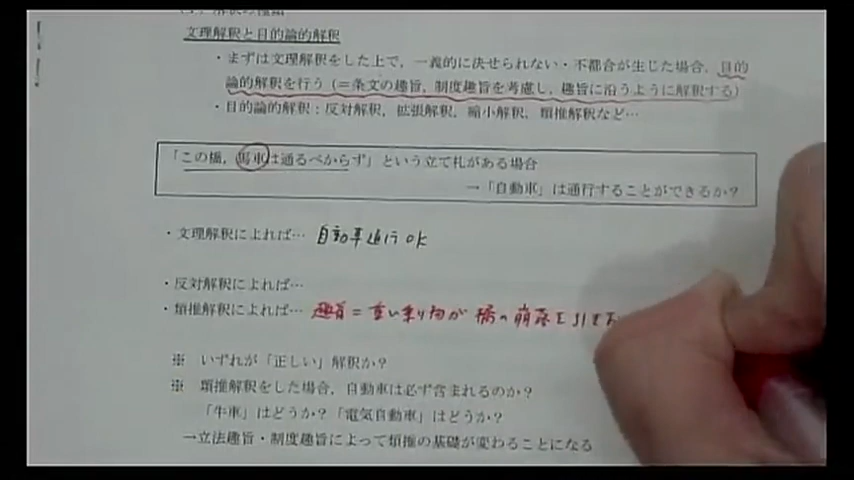 解釈の種類
文理解釈と目的論的解釈
・まずは文理解釈をした上で、一義的に決せられない・不都合が生じた場合、目的
論的解釈を行う(＝条文の趣旨、制度趣旨を考慮し、趣旨に沿うように解釈する)
・目的論的解釈：反対解釈、拡張解釈、縮小解釈、類推解釈など…
「この橋、馬車は通るべからず」という立て札がある場合
→「自動車」は通行することができるか？
・文理解釈によれば… 自動車通行OK
・反対解釈によれば…
・類推解釈によれば… 趣旨＝重い乗り物が橋の崩落を引き
※ いずれが「正しい」解釈か？
※ 類推解釈をした場合、自動車は必ず含まれるのか？
「牛車」はどうか？「電気自動車」はどうか？
→立法趣旨・制度趣旨によって類推の基礎が変わることになる